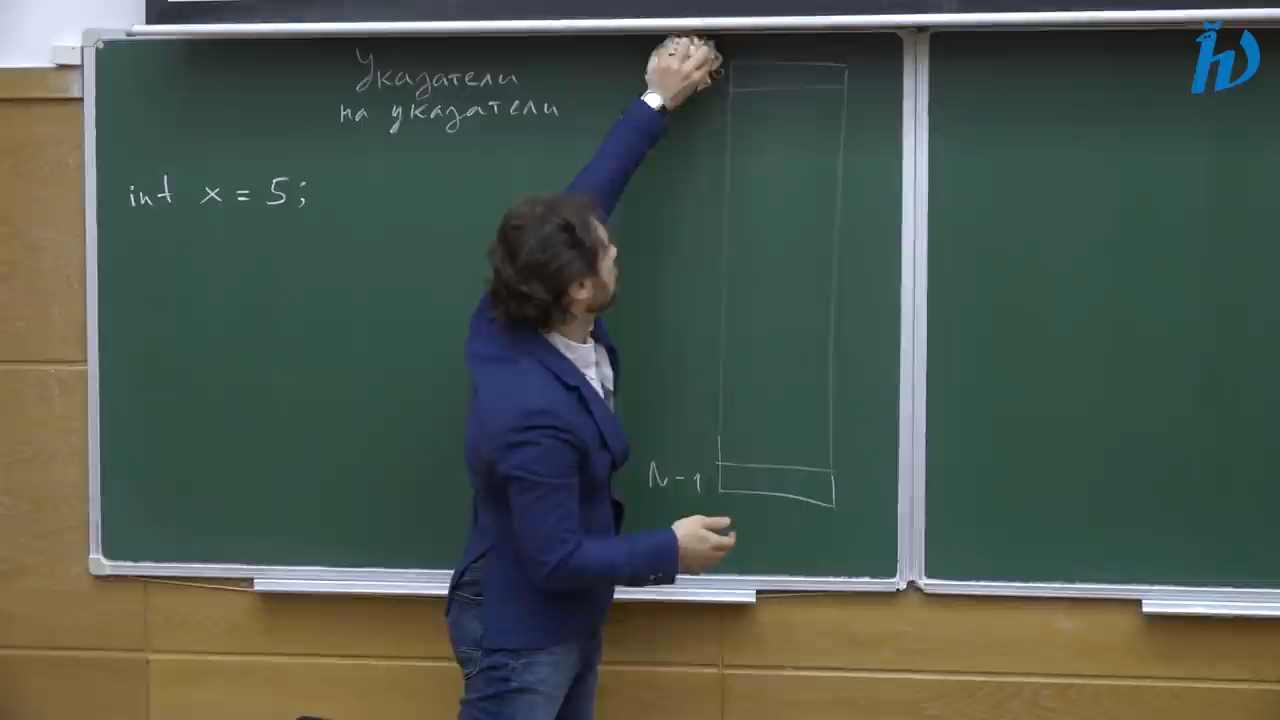 Указатели
на указатели
int x = 5;
N-1